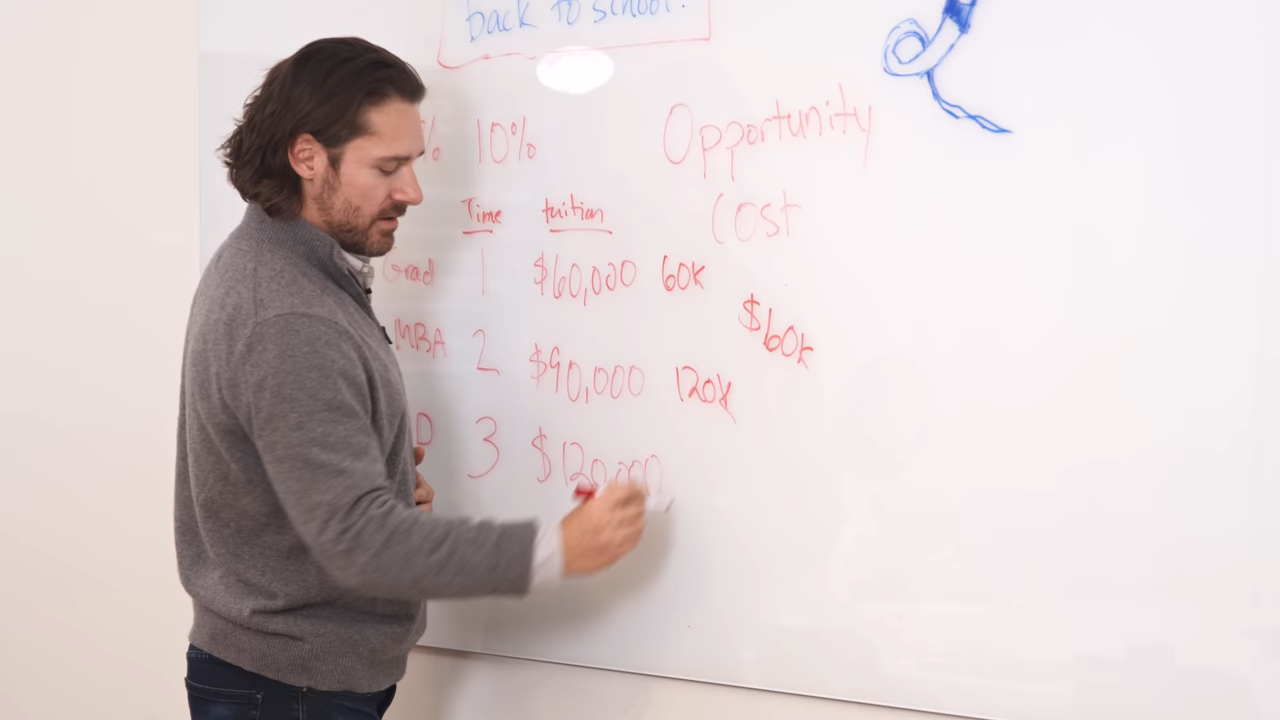 back to school!
% 10%
Opportunity
Cost
Time tuition
Grad 1 $60,000 60k
$60k
MBA 2 $90,000 120k
D 3 $120,000